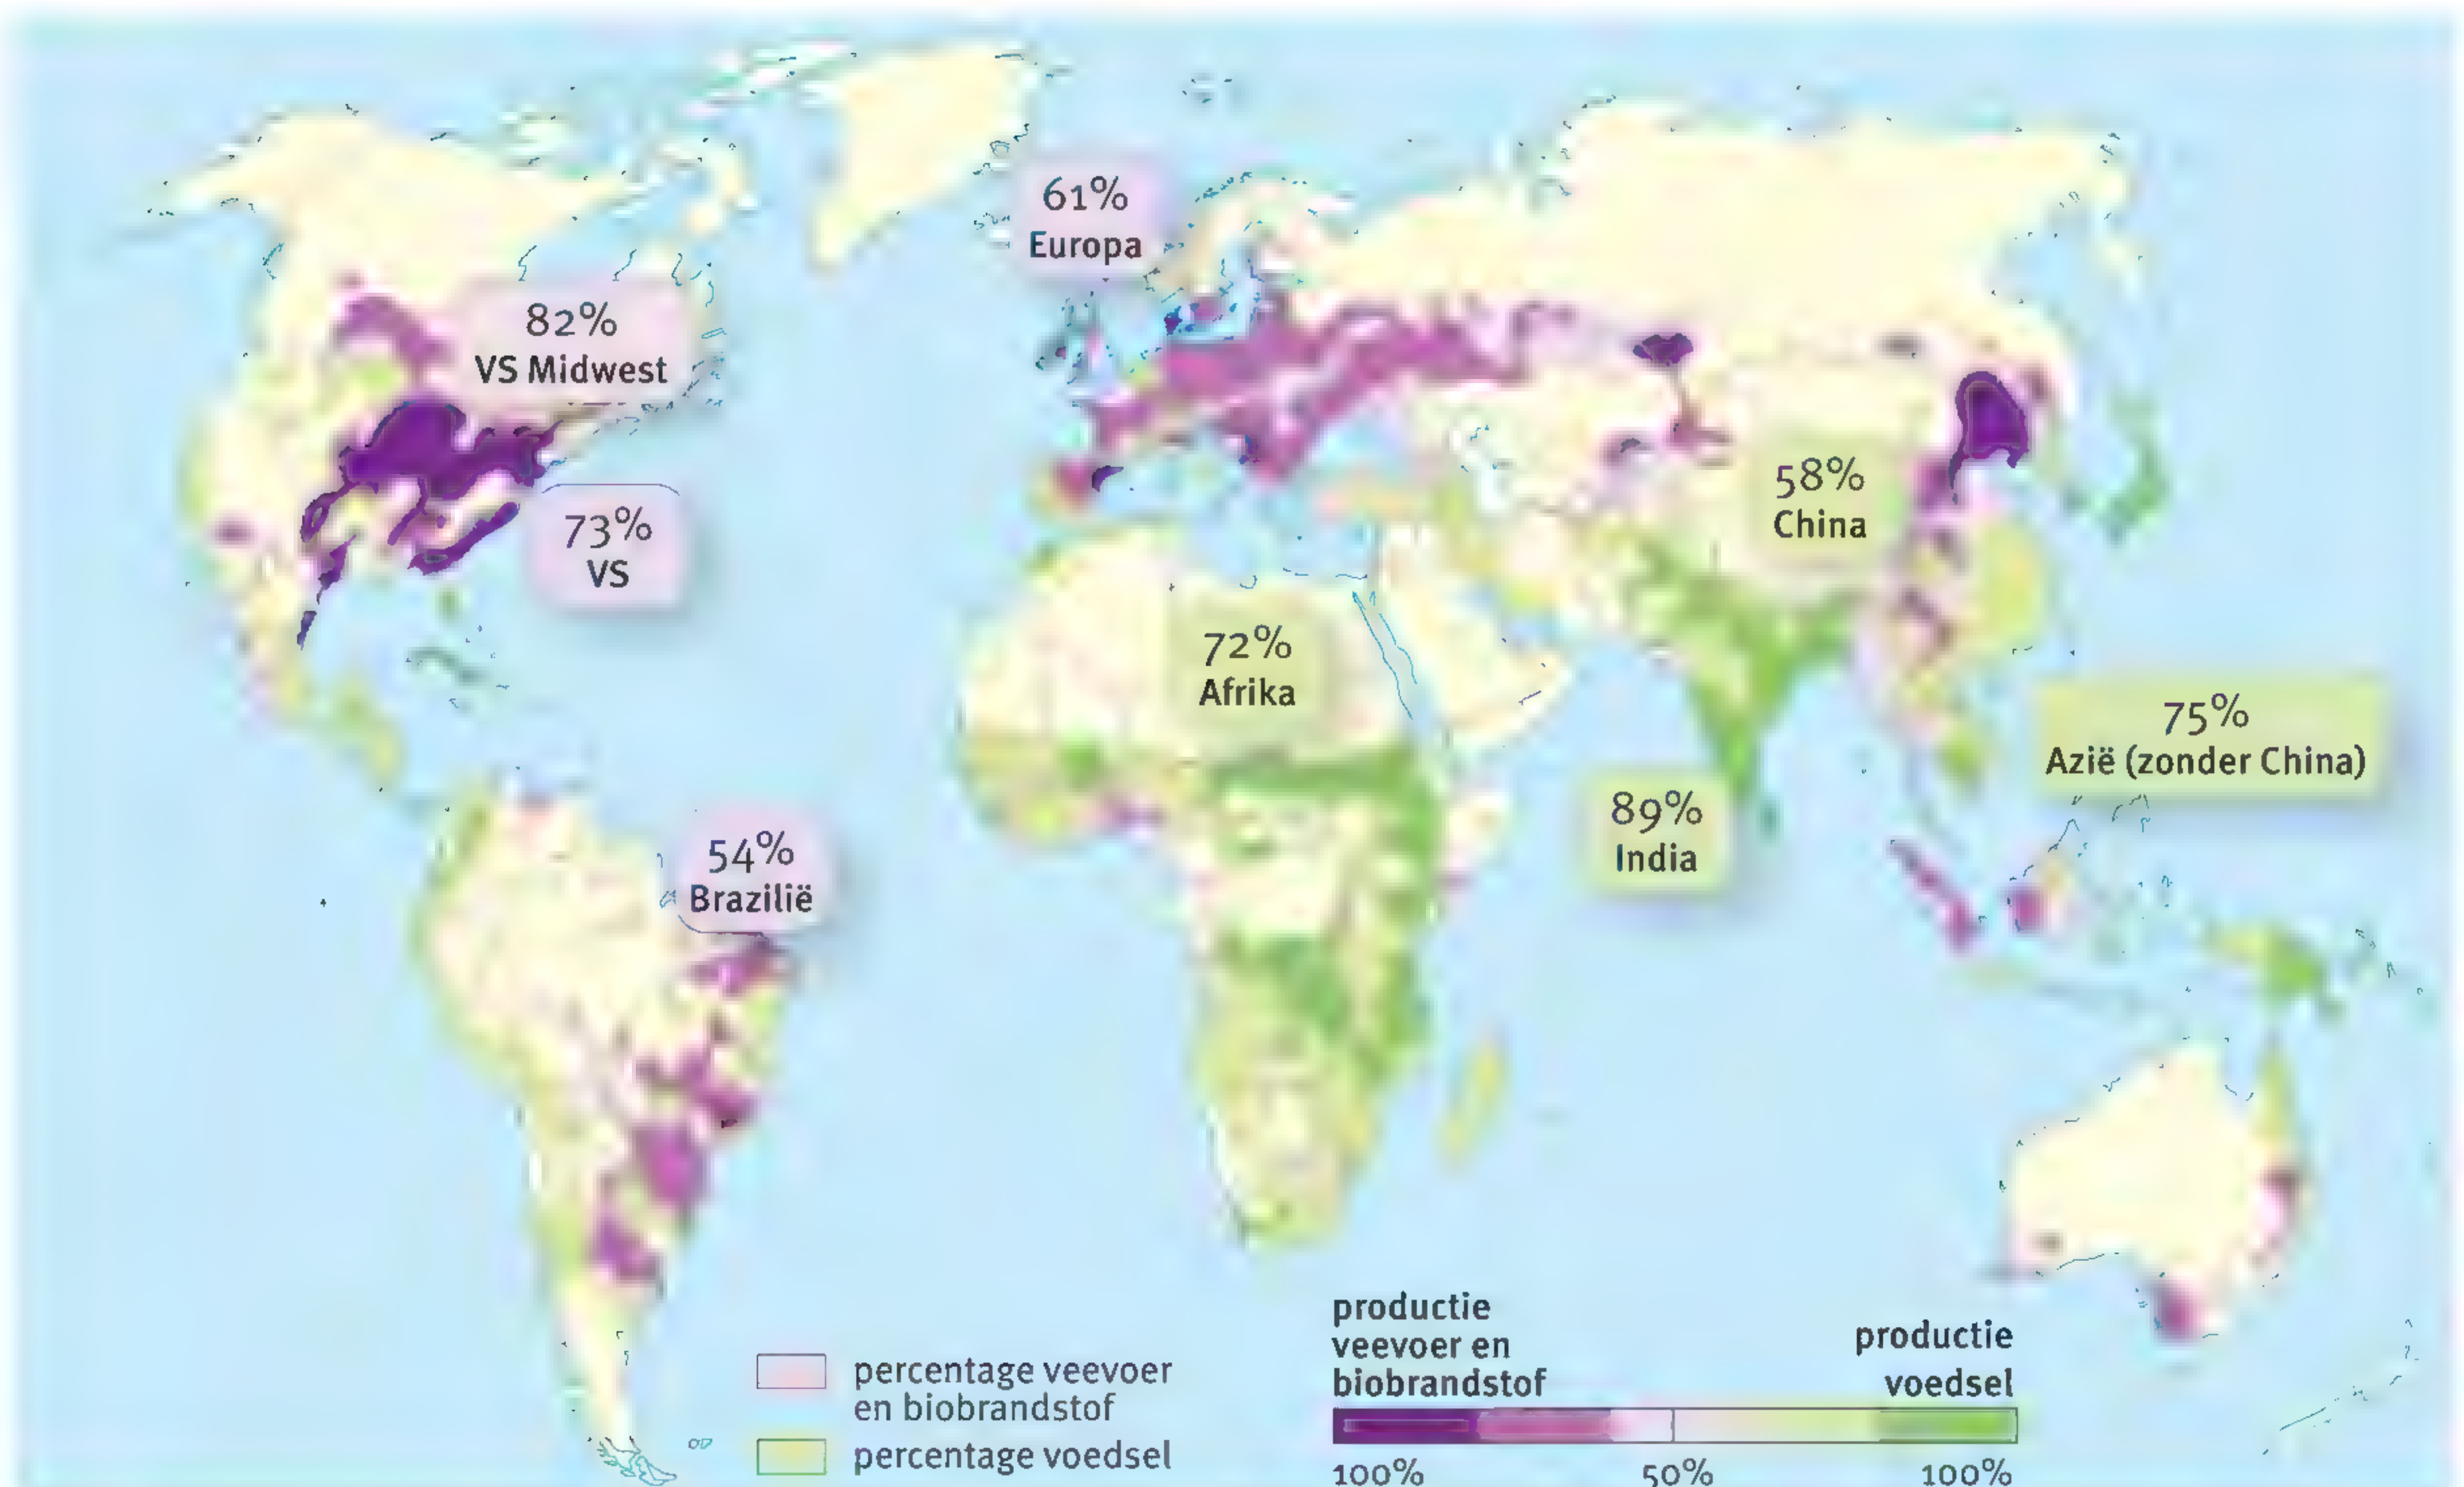 61%
Europa
82%
VS Midwest
73%
VS
58%
China
72%
Afrika
75%
Azië (zonder China)
89%
India
54%
Brazilië
percentage veevoer
en biobrandstof
percentage voedsel
productie
veevoer en
biobrandstof
productie
voedsel
100%
50%
100%